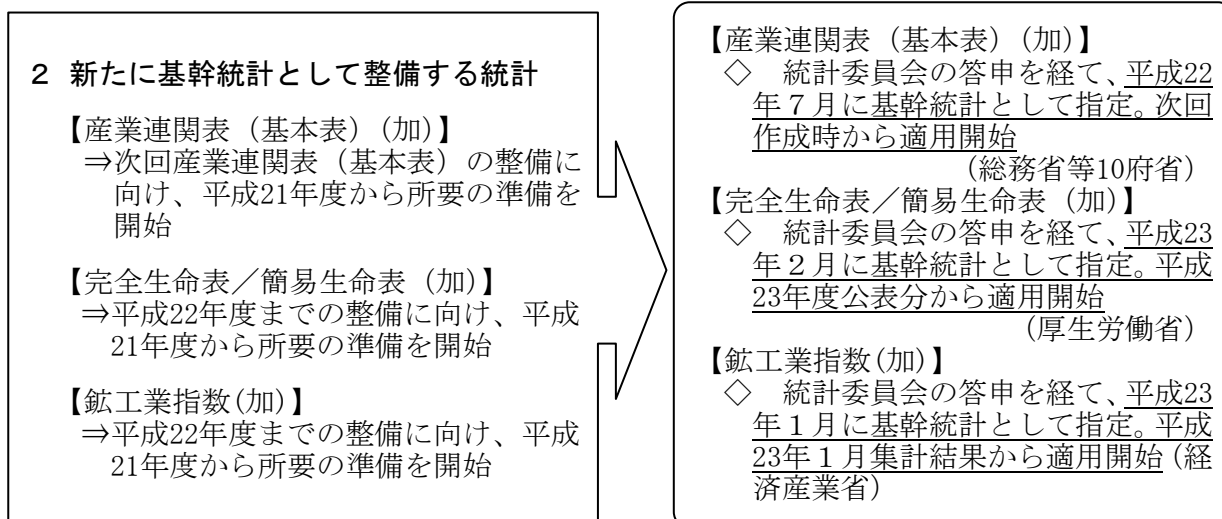 ２ 新たに基幹統計として整備する統計
【産業連関表（基本表）（加）】
⇒次回産業連関表（基本表）の整備に
向け、平成21年度から所要の準備を
開始
【完全生命表／簡易生命表（加）】
⇒平成22年度までの整備に向け、平成
21年度から所要の準備を開始
【鉱工業指数（加）】
⇒平成22年度までの整備に向け、平成
21年度から所要の準備を開始
【産業連関表（基本表）（加）】
◇　統計委員会の答申を経て、平成22
年７月に基幹統計として指定。次回
作成時から適用開始
（総務省等10府省）
【完全生命表／簡易生命表（加）】
◇　統計委員会の答申を経て、平成23
年２月に基幹統計として指定。平成
23年度公表分から適用開始
（厚生労働省）
【鉱工業指数（加）】
◇　統計委員会の答申を経て、平成23
年１月に基幹統計として指定。平成
23年１月集計結果から適用開始（経
済産業省）